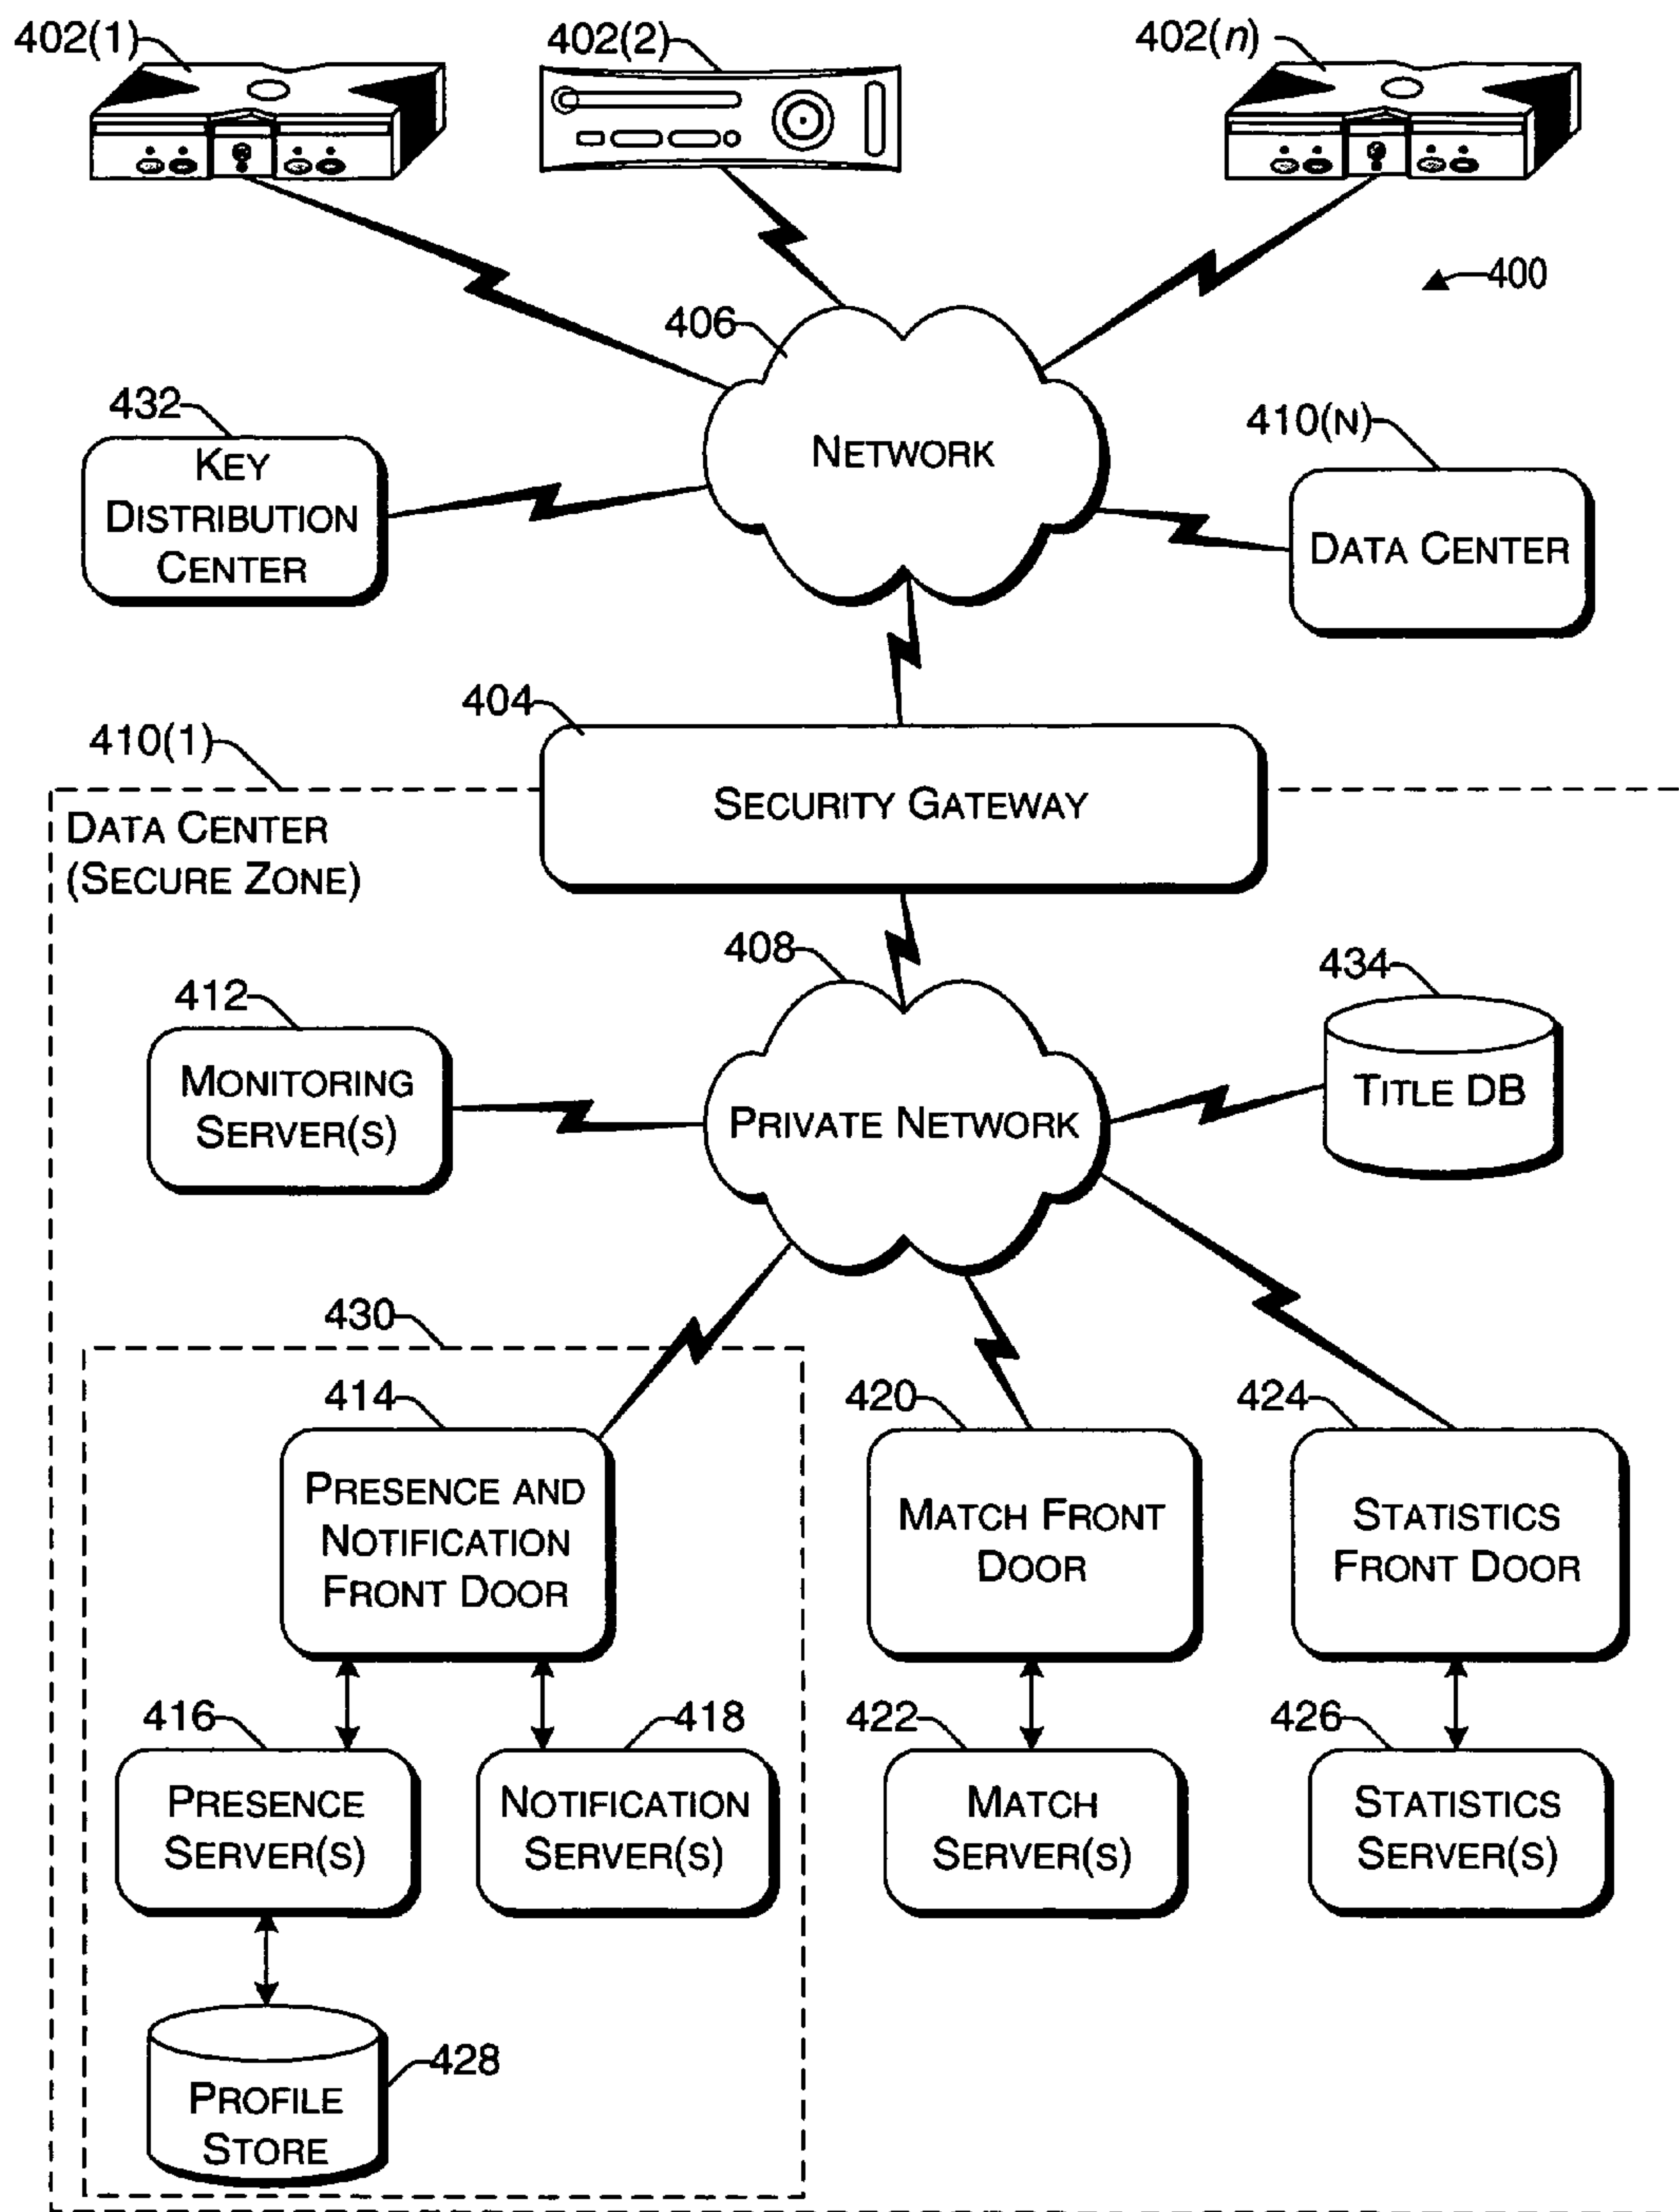 402(1)
402(2)
402(n)
400
406
NETWORK
432
KEY
DISTRIBUTION
CENTER
410(N)
DATA CENTER
404
SECURITY GATEWAY
410(1)
DATA CENTER
(SECURE ZONE)
408
PRIVATE NETWORK
412
MONITORING
SERVER(S)
434
TITLE DB
430
414
PRESENCE AND
NOTIFICATION
FRONT DOOR
420
MATCH FRONT
DOOR
424
STATISTICS
FRONT DOOR
416
PRESENCE
SERVER(S)
418
NOTIFICATION
SERVER(S)
422
MATCH
SERVER(S)
426
STATISTICS
SERVER(S)
428
PROFILE
STORE